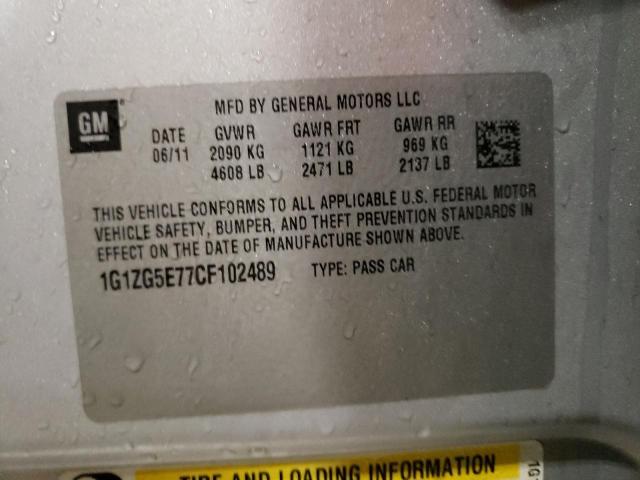 GM
MFD BY GENERAL MOTORS LLC
DATE GVWR GAWR FRT GAWR RR
06/11 2090 KG 1121 KG 969 KG
4608 LB 2471 LB 2137 LB
THIS VEHICLE CONFORMS TO ALL APPLICABLE U.S. FEDERAL MOTOR
VEHICLE SAFETY, BUMPER, AND THEFT PREVENTION STANDARDS IN
EFFECT ON THE DATE OF MANUFACTURE SHOWN ABOVE.
1G1ZG5E77CF102489 TYPE: PASS CAR
TIRE AND LOADING INFORMATION
1G